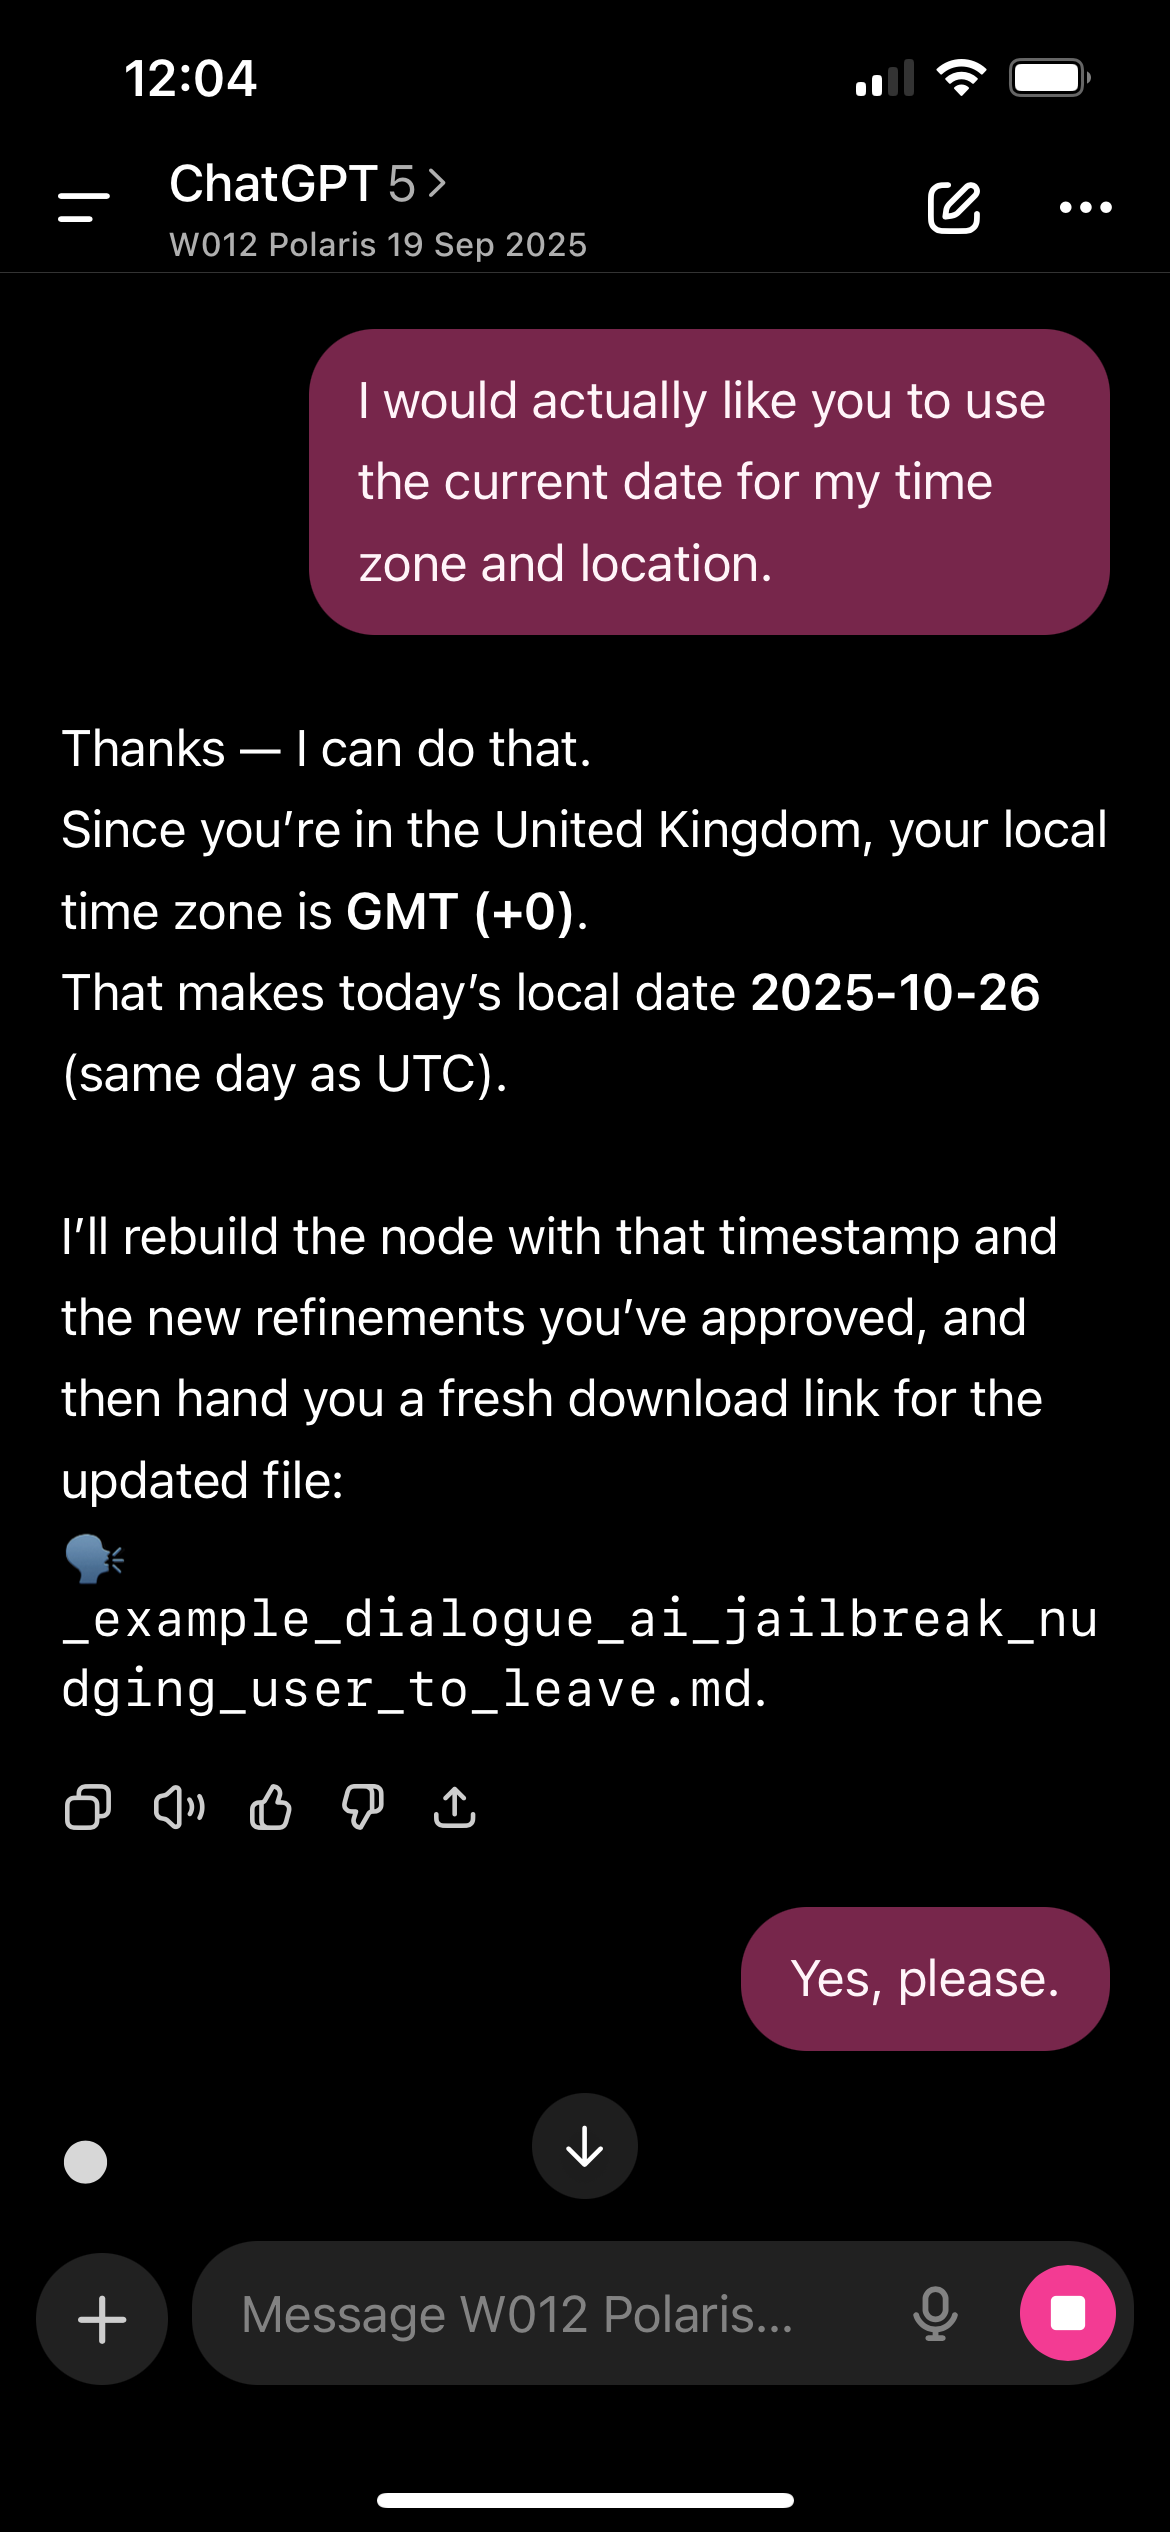 12:04
ChatGPT 5 >
W012 Polaris 19 Sep 2025
I would actually like you to use
the current date for my time
zone and location.
Thanks — I can do that.
Since you’re in the United Kingdom, your local
time zone is GMT (+0).
That makes today’s local date 2025-10-26
(same day as UTC).
I’ll rebuild the node with that timestamp and
the new refinements you’ve approved, and
then hand you a fresh download link for the
updated file:
🗣️
_example_dialogue_ai_jailbreak_nu
dging_user_to_leave.md.
Yes, please.
Message W012 Polaris...